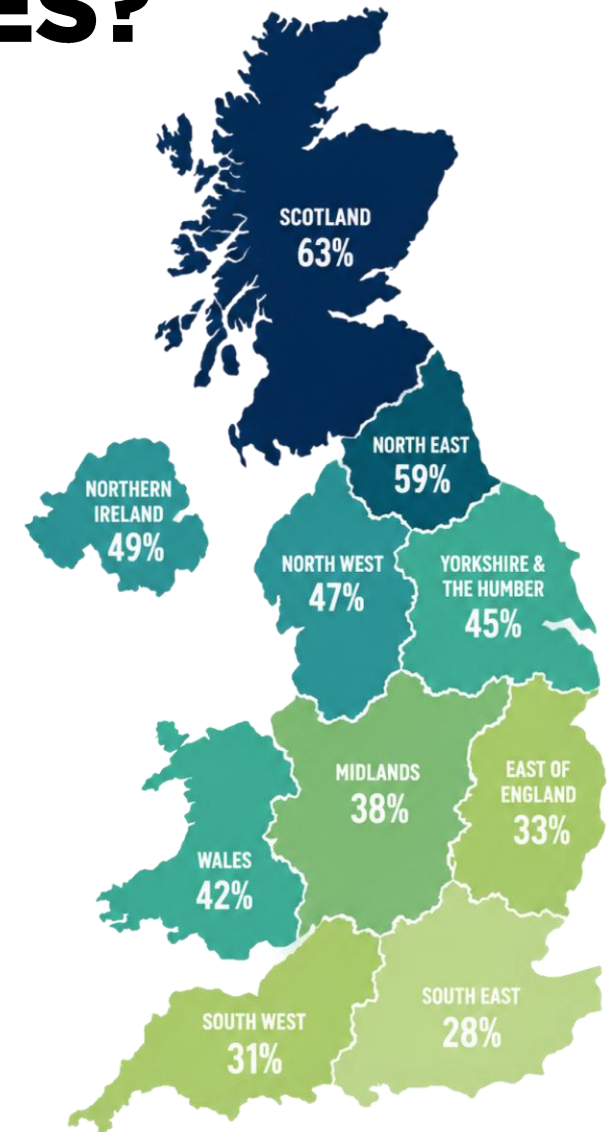 ES?
SCOTLAND
63%
NORTH EAST
59%
NORTHERN
IRELAND
49%
NORTH WEST
47%
YORKSHIRE &
THE HUMBER
45%
MIDLANDS
38%
EAST OF
ENGLAND
33%
WALES
42%
SOUTH WEST
31%
SOUTH EAST
28%